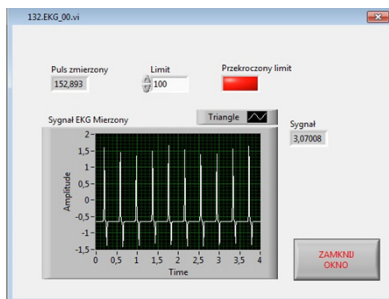 132.EKG_00.vi
Puls zmierzony
Limit
Przekroczony limit
152,893
100
Sygnał EKG Mierzony
Triangle
Sygnał
3,07008
Amplitude
2
1,5
1
0,5
0
-0,5
-1
-1,5
0 0,5 1 1,5 2 2,5 3 3,5 4
Time
ZAMKNIJ
OKNO